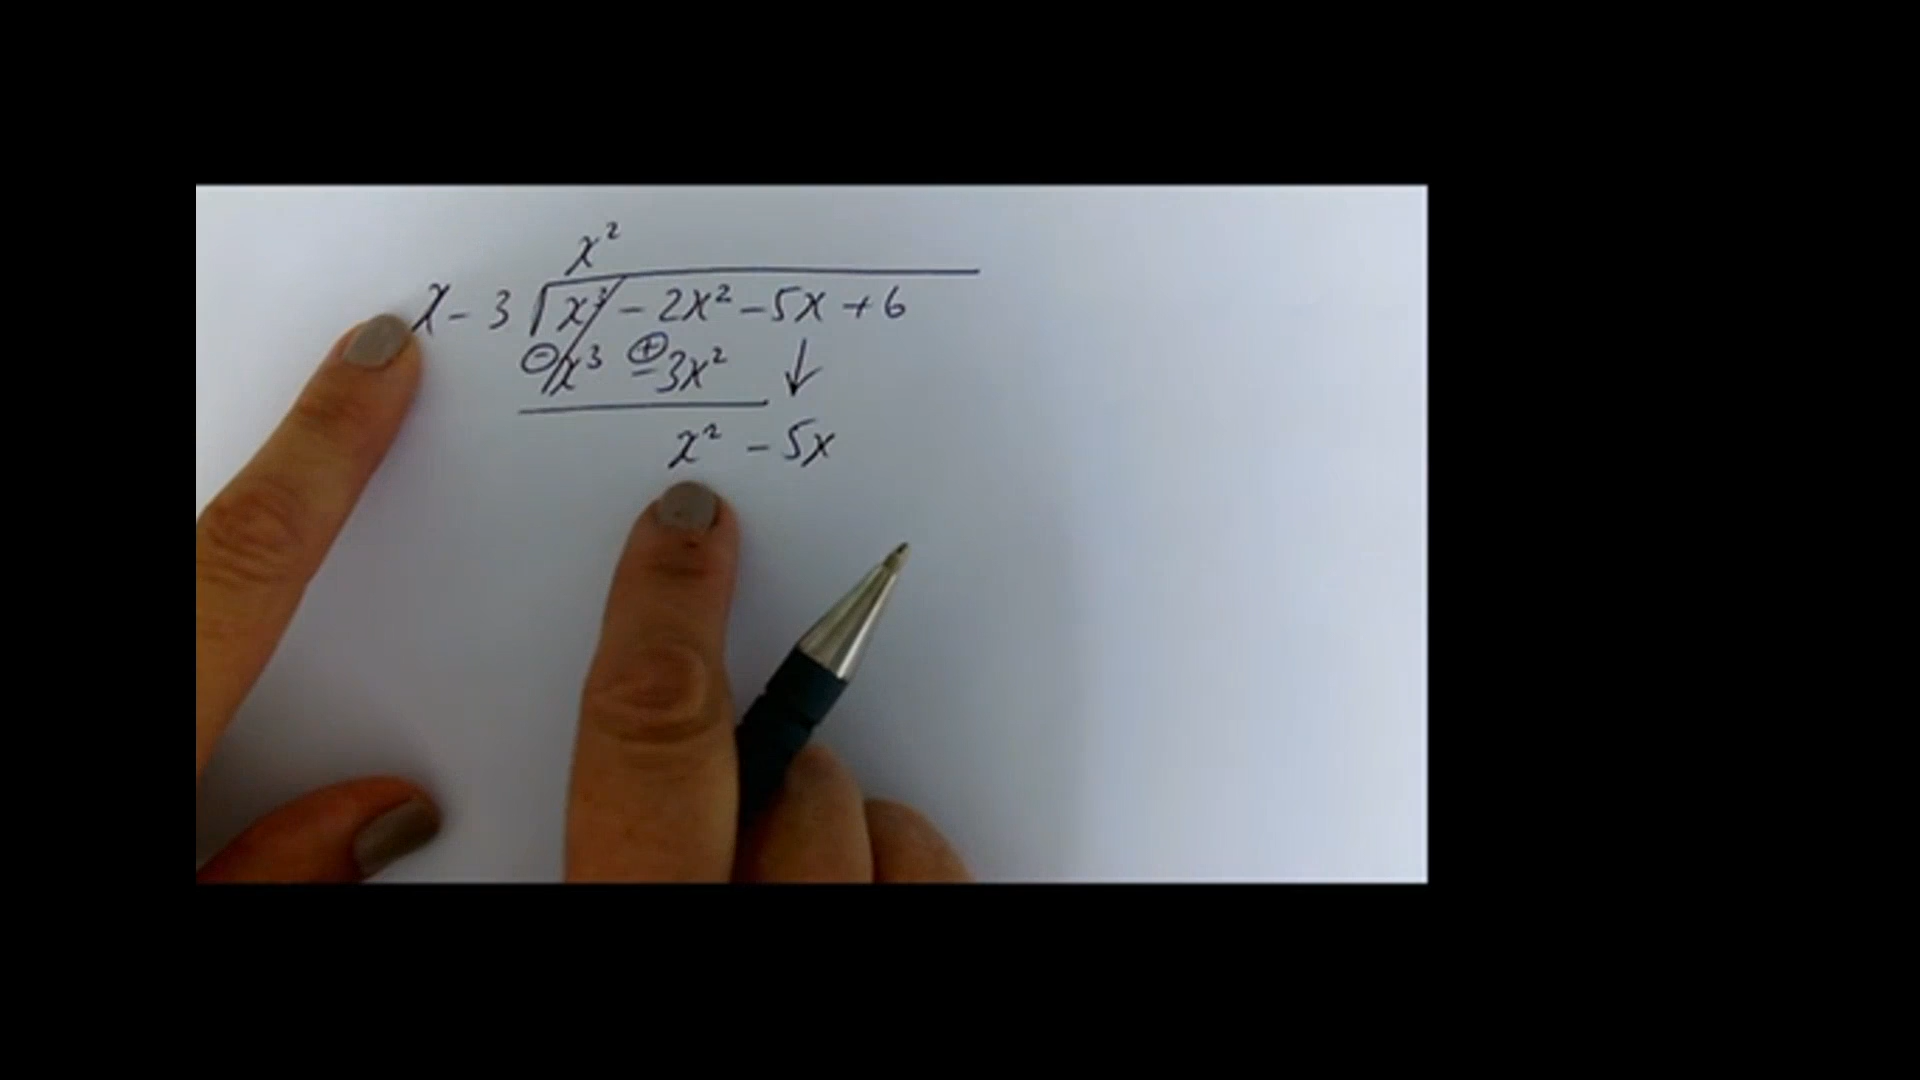 x²
x - 3 √x³ - 2x² - 5x + 6
⊖x³ ⊕-3x² ↓
x² - 5x